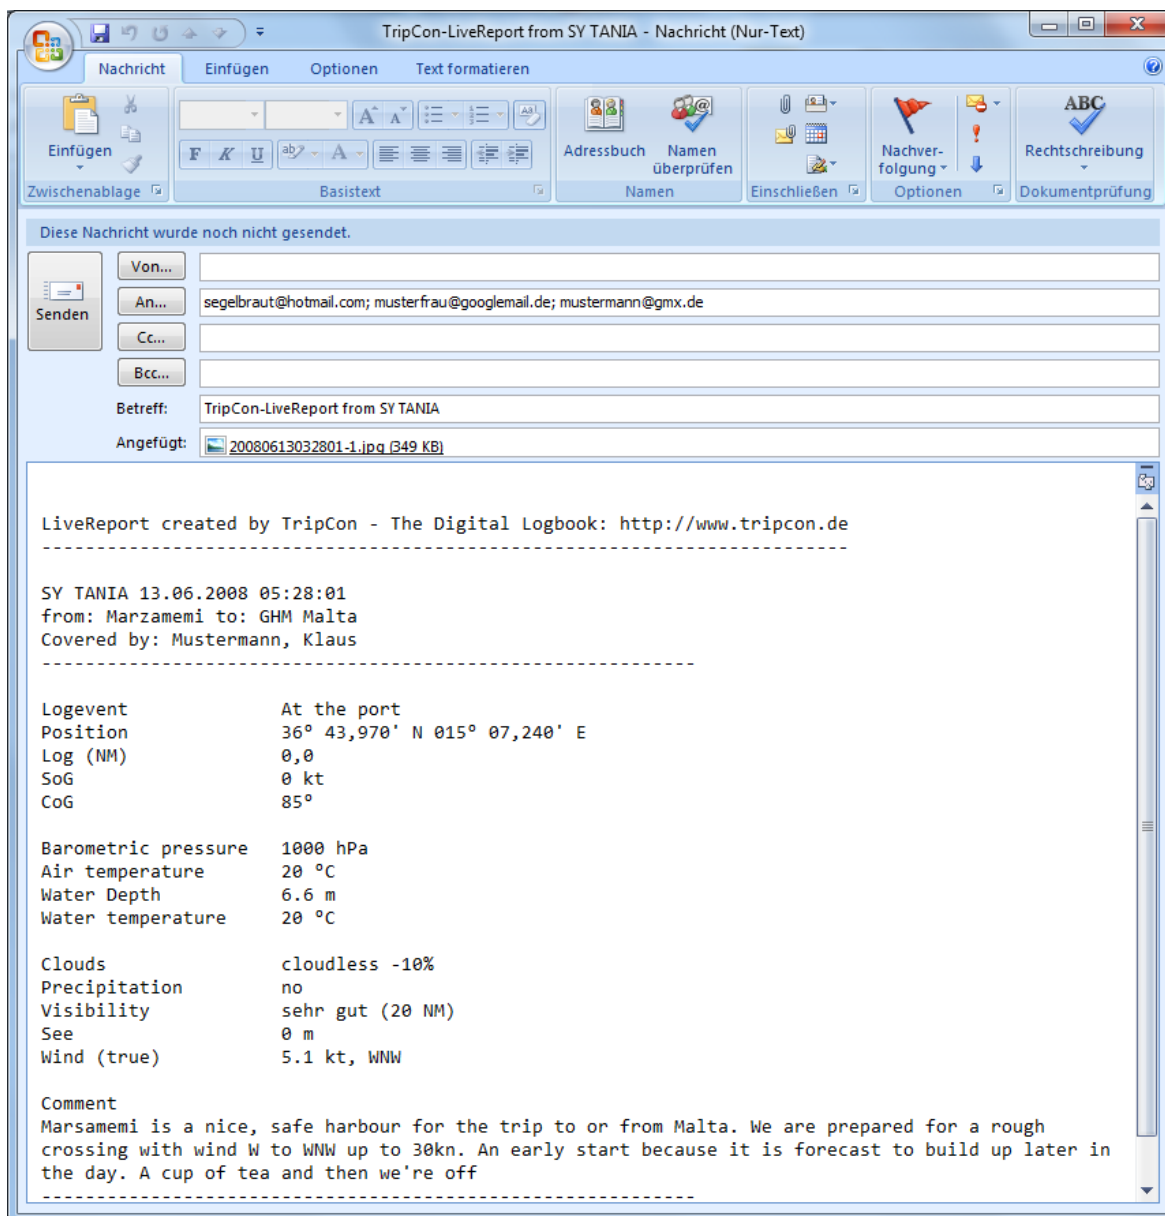 TripCon-LiveReport from SY TANIA - Nachricht (Nur-Text)
Nachricht Einfügen Optionen Text formatieren
Einfügen
Zwischenablage
F K U
Basistext
Adressbuch
Namen überprüfen
Namen
Einschließen
Nachver-
folgung
Optionen
ABC
Rechtschreibung
Dokumentprüfung
Diese Nachricht wurde noch nicht gesendet.
Senden
Von...
An... segelbraut@hotmail.com; musterfrau@googlemail.de; mustermann@gmx.de
Cc...
Bcc...
Betreff: TripCon-LiveReport from SY TANIA
Angefügt: 20080613032801-1.jpg (349 KB)
LiveReport created by TripCon - The Digital Logbook: http://www.tripcon.de
--------------------------------------------------------------------------
SY TANIA 13.06.2008 05:28:01
from: Marzamemi to: GHM Malta
Covered by: Mustermann, Klaus
------------------------------------------------------------
Logevent At the port
Position 36° 43,970' N 015° 07,240' E
Log (NM) 0,0
SoG 0 kt
CoG 85°
Barometric pressure 1000 hPa
Air temperature 20 °C
Water Depth 6.6 m
Water temperature 20 °C
Clouds cloudless -10%
Precipitation no
Visibility sehr gut (20 NM)
See 0 m
Wind (true) 5.1 kt, WNW
Comment
Marsamemi is a nice, safe harbour for the trip to or from Malta. We are prepared for a rough
crossing with wind W to WNW up to 30kn. An early start because it is forecast to build up later in
the day. A cup of tea and then we're off
------------------------------------------------------------